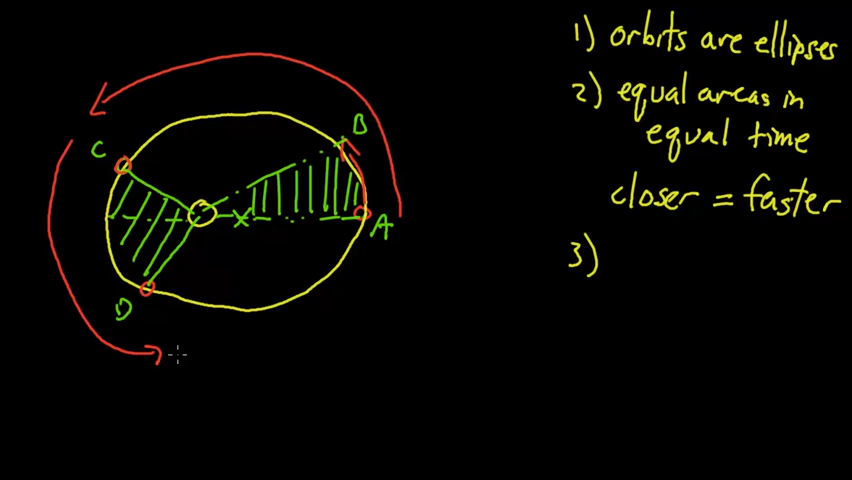 1) orbits are ellipses
2) equal areas in
equal time
closer = faster
3)
B
C
X
A
D